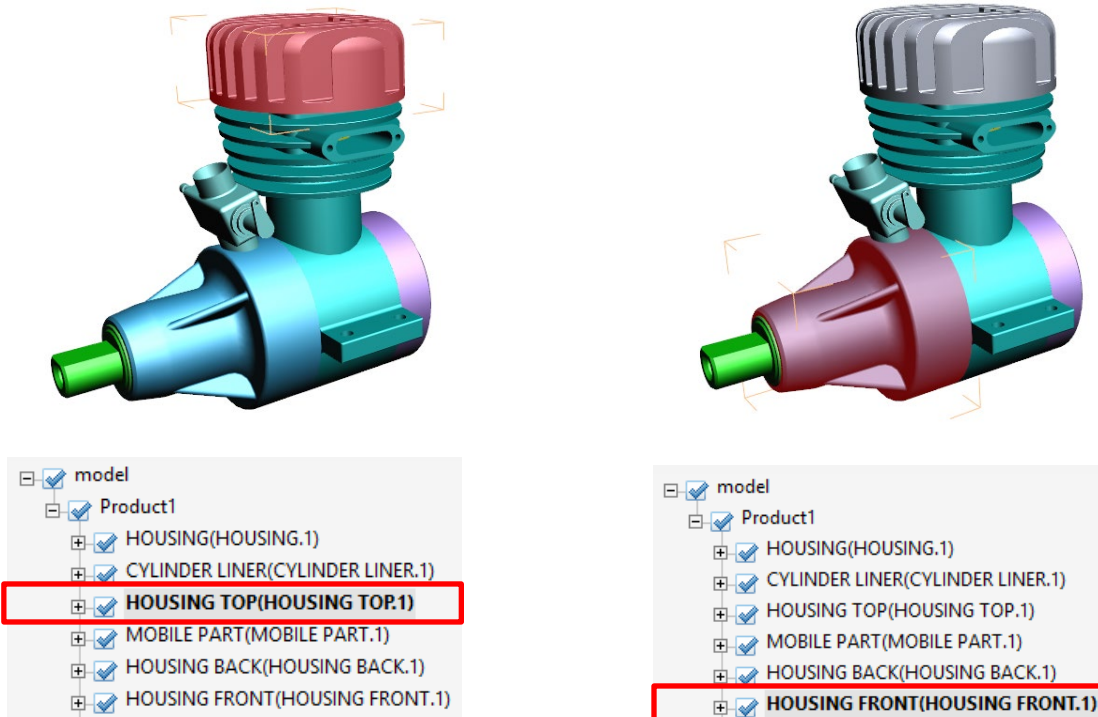 model
Product1
HOUSING(HOUSING.1)
CYLINDER LINER(CYLINDER LINER.1)
HOUSING TOP(HOUSING TOP.1)
MOBILE PART(MOBILE PART.1)
HOUSING BACK(HOUSING BACK.1)
HOUSING FRONT(HOUSING FRONT.1)
model
Product1
HOUSING(HOUSING.1)
CYLINDER LINER(CYLINDER LINER.1)
HOUSING TOP(HOUSING TOP.1)
MOBILE PART(MOBILE PART.1)
HOUSING BACK(HOUSING BACK.1)
HOUSING FRONT(HOUSING FRONT.1)